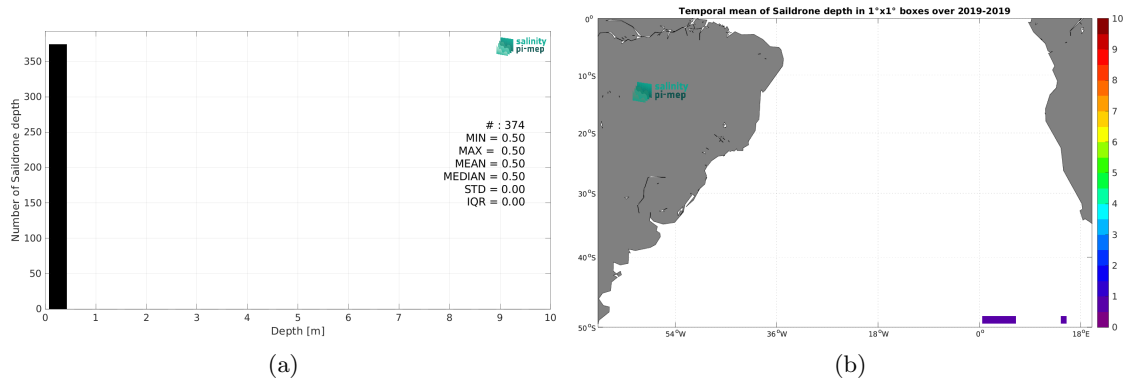 Number of Saildrone depth
350
300
250
200
150
100
50
0
0 1 2 3 4 5 6 7 8 9 10
Depth [m]
salinity
pi-mep
# : 374
MIN = 0.50
MAX = 0.50
MEAN = 0.50
MEDIAN = 0.50
STD = 0.00
IQR = 0.00
(a)
Temporal mean of Saildrone depth in 1°x1° boxes over 2019-2019
0°
10°S
20°S
30°S
40°S
50°S
54°W 36°W 18°W 0° 18°E
salinity
pi-mep
10
9
8
7
6
5
4
3
2
1
0
(b)